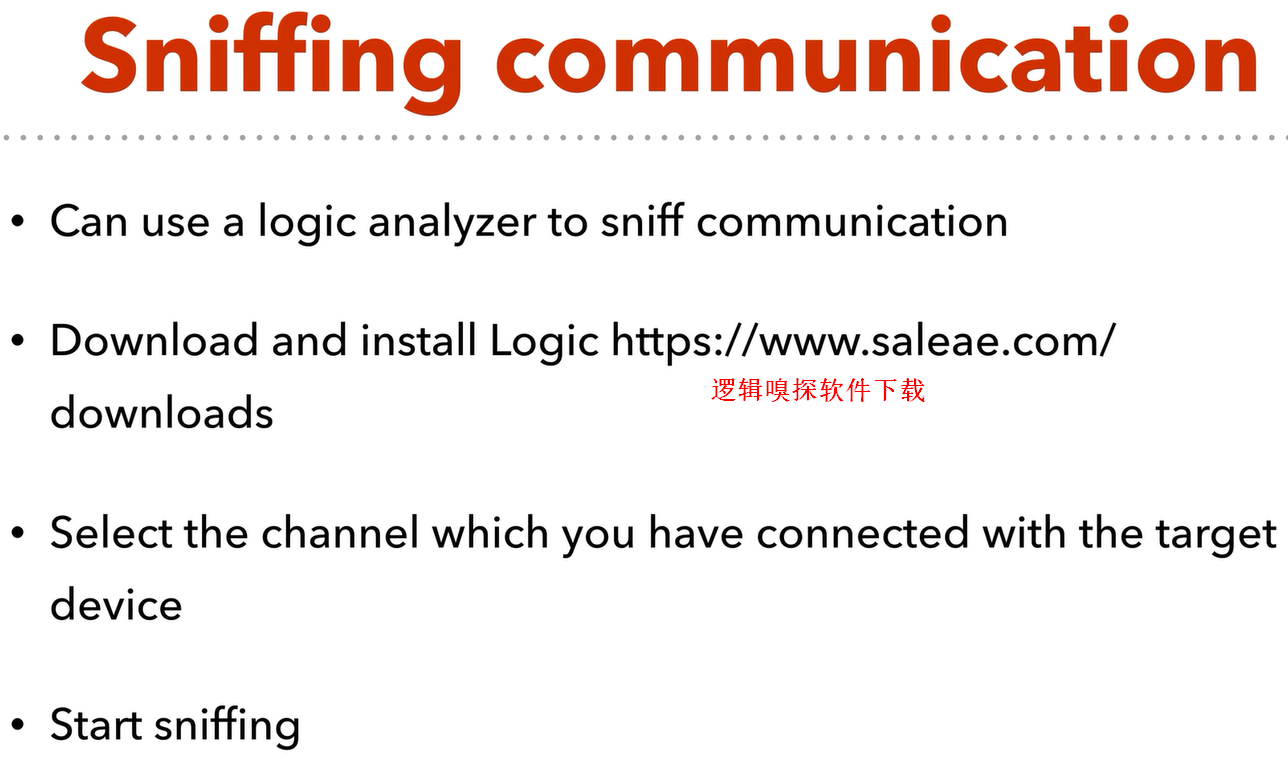 Sniffing communication
• Can use a logic analyzer to sniff communication
• Download and install Logic https://www.saleae.com/
逻辑嗅探软件下载
downloads
• Select the channel which you have connected with the target
device
• Start sniffing